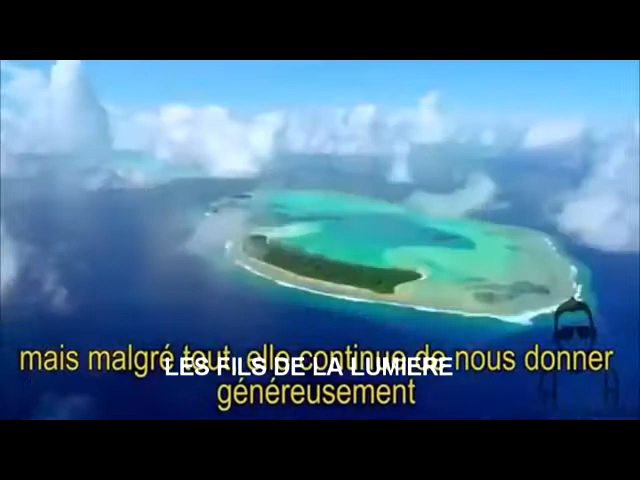 mais malgré tout, elle continue de nous donner
généreusement
LES FILS DE LA LUMIERE